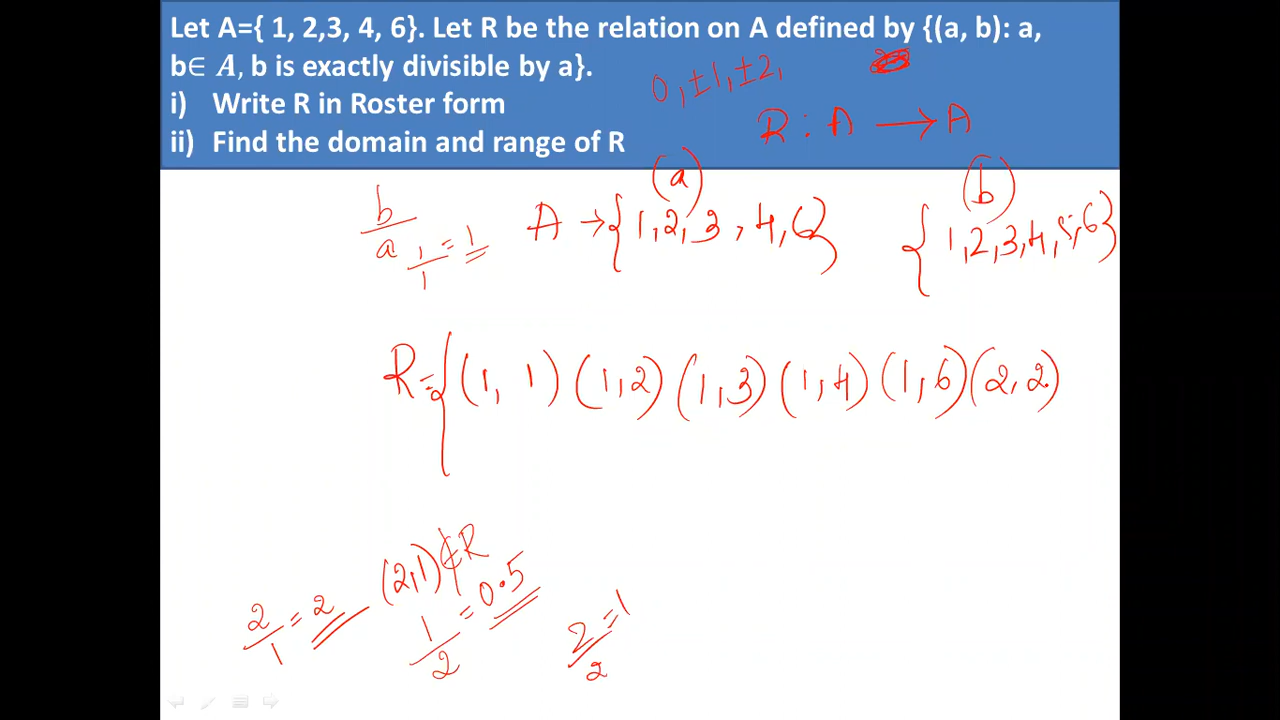 Let A={ 1, 2,3, 4, 6}. Let R be the relation on A defined by {(a, b): a,
b∈ A, b is exactly divisible by a}.
i) Write R in Roster form
ii) Find the domain and range of R
0, ±1, ±2,
R : A → A
b/a
1/1 = 1
(a)
A → {1, 2, 3, 4, 6}
(b)
{1, 2, 3, 4, 5, 6}
R = { (1, 1) (1, 2) (1, 3) (1, 4) (1, 6) (2, 2)
2/1 = 2
(2,1) ∉ R
1/2 = 0.5
2/2 = 1